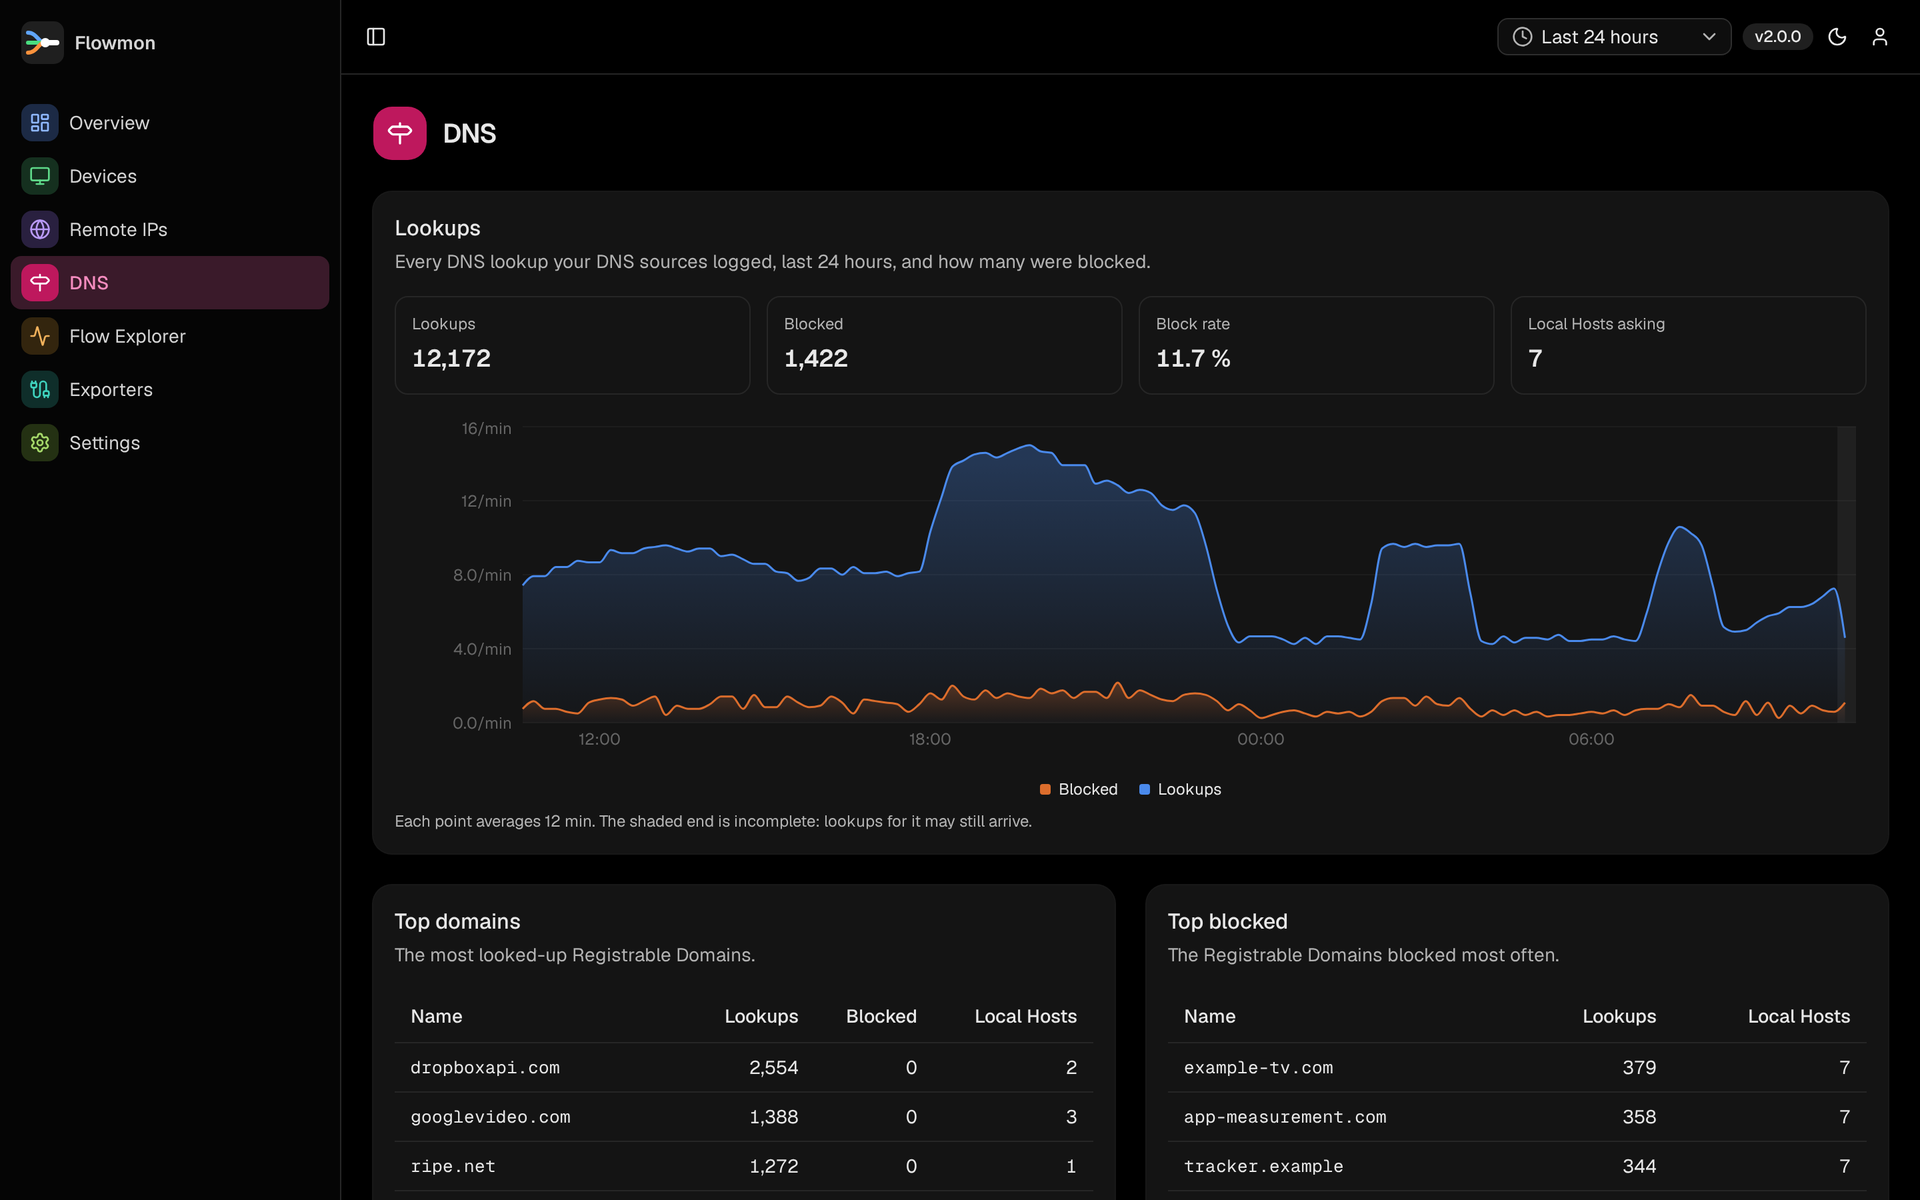 Flowmon
Last 24 hours
v2.0.0
Overview
Devices
Remote IPs
DNS
Flow Explorer
Exporters
Settings
DNS
Lookups
Every DNS lookup your DNS sources logged, last 24 hours, and how many were blocked.
Lookups
12,172
Blocked
1,422
Block rate
11.7 %
Local Hosts asking
7
16/min
12/min
8.0/min
4.0/min
0.0/min
12:00 18:00 00:00 06:00
Blocked Lookups
Each point averages 12 min. The shaded end is incomplete: lookups for it may still arrive.
Top domains
The most looked-up Registrable Domains.
Name Lookups Blocked Local Hosts
dropboxapi.com 2,554 0 2
googlevideo.com 1,388 0 3
ripe.net 1,272 0 1
Top blocked
The Registrable Domains blocked most often.
Name Lookups Local Hosts
example-tv.com 379 7
app-measurement.com 358 7
tracker.example 344 7